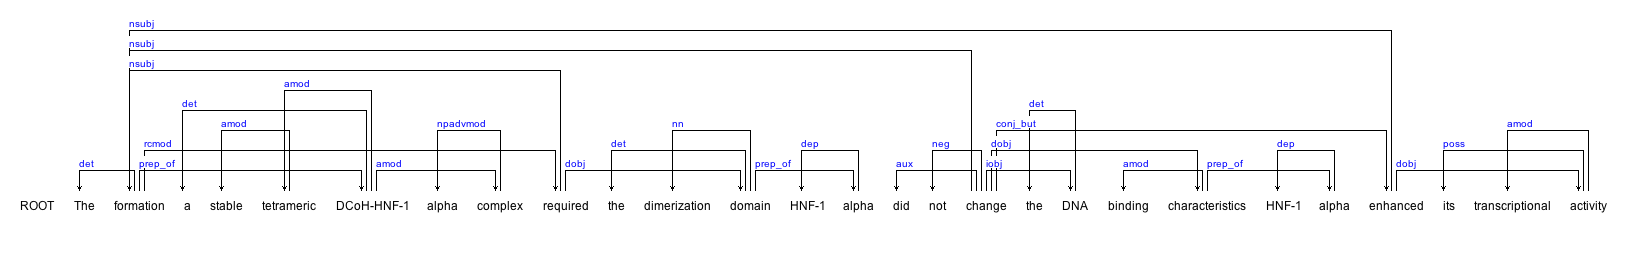 nsubj
nsubj
nsubj
amod
det det
amod npadvmod nn conj_but amod
rcmod det dep neg dobj dep poss
det prep_of amod dobj prep_of aux iobj amod prep_of dobj
ROOT The formation a stable tetrameric DCoH-HNF-1 alpha complex required the dimerization domain HNF-1 alpha did not change the DNA binding characteristics HNF-1 alpha enhanced its transcriptional activity